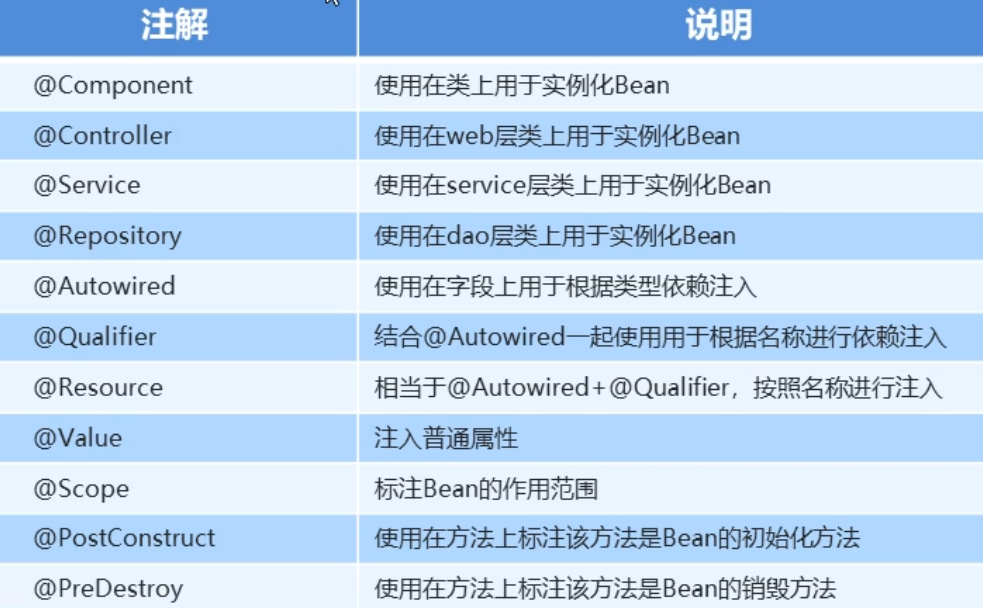 注解 说明
@Component 使用在类上用于实例化Bean
@Controller 使用在web层类上用于实例化Bean
@Service 使用在service层类上用于实例化Bean
@Repository 使用在dao层类上用于实例化Bean
@Autowired 使用在字段上用于根据类型依赖注入
@Qualifier 结合@Autowired一起使用用于根据名称进行依赖注入
@Resource 相当于@Autowired+@Qualifier，按照名称进行注入
@Value 注入普通属性
@Scope 标注Bean的作用范围
@PostConstruct 使用在方法上标注该方法是Bean的初始化方法
@PreDestroy 使用在方法上标注该方法是Bean的销毁方法